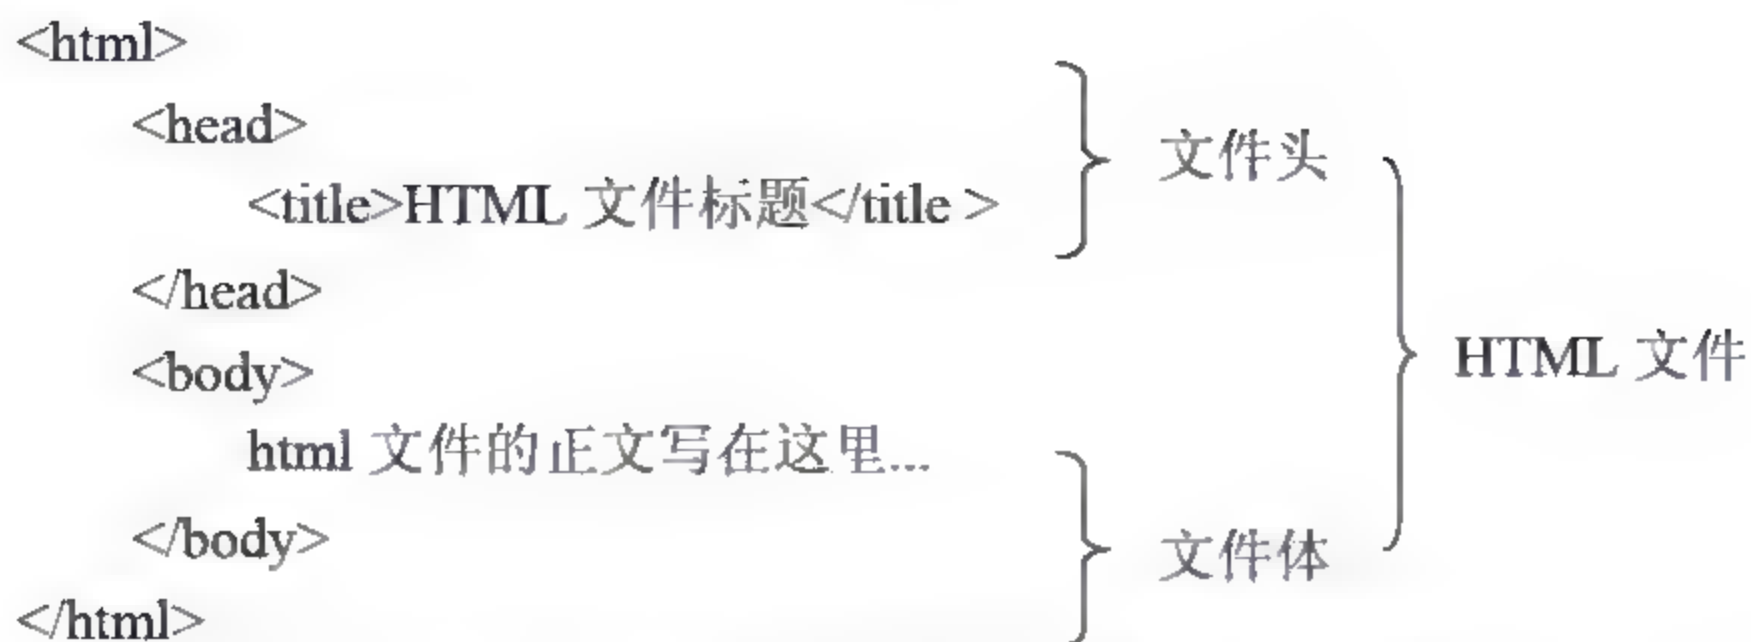 <html>
<head>
文件头
<title>HTML 文件标题</title >
</head>
<body>
HTML 文件
html 文件的正文写在这里...
</body>
文件体
</html>